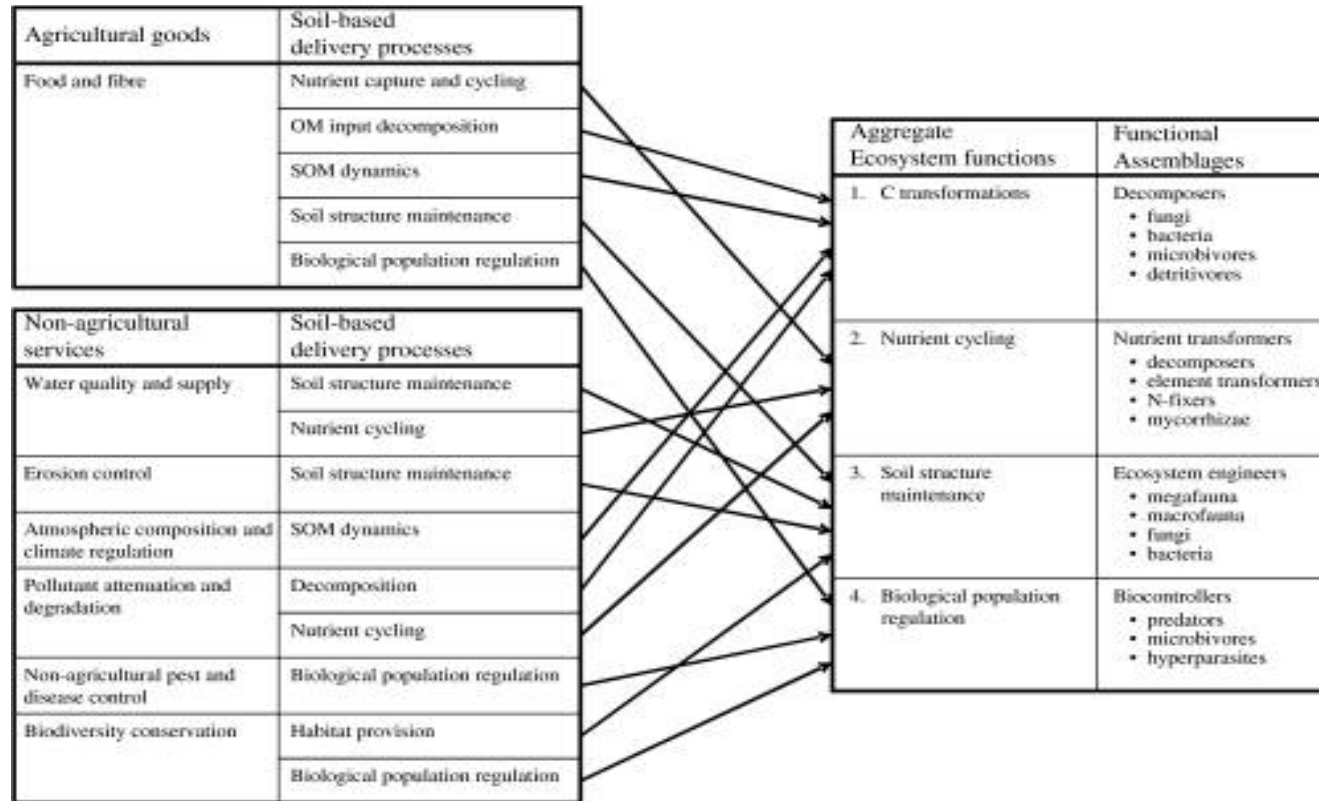 Agricultural goods
Soil-based
delivery processes
Food and fibre
Nutrient capture and cycling
OM input decomposition
SOM dynamics
Soil structure maintenance
Biological population regulation
Non-agricultural
services
Soil-based
delivery processes
Water quality and supply
Soil structure maintenance
Nutrient cycling
Erosion control
Soil structure maintenance
Atmospheric composition and
climate regulation
SOM dynamics
Pollutant attenuation and
degradation
Decomposition
Nutrient cycling
Non-agricultural pest and
disease control
Biological population regulation
Biodiversity conservation
Habitat provision
Biological population regulation
Aggregate
Ecosystem functions
Functional
Assemblages
1. C transformations
Decomposers
• fungi
• bacteria
• microbivores
• detritivores
2. Nutrient cycling
Nutrient transformers
• decomposers
• element transformers
• N-fixers
• mycorrhizae
3. Soil structure
maintenance
Ecosystem engineers
• megafauna
• macrofauna
• fungi
• bacteria
4. Biological population
regulation
Biocontrollers
• predators
• microbivores
• hyperparasites